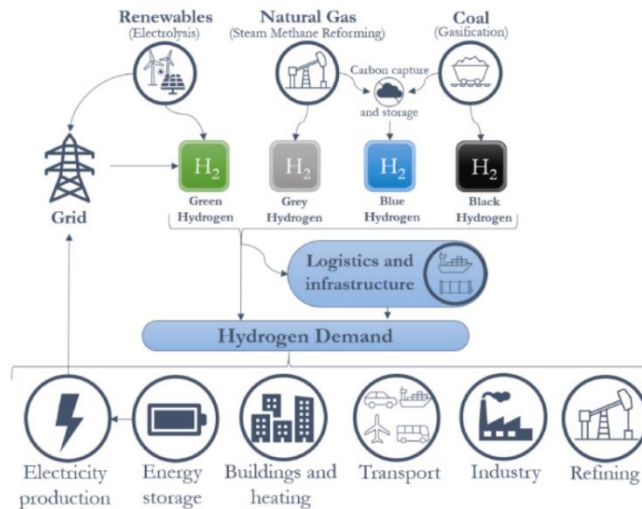 Renewables
(Electrolysis)
Natural Gas
(Steam Methane Reforming)
Coal
(Gasification)
Carbon capture
and storage
Grid
H2
Green
Hydrogen
H2
Grey
Hydrogen
H2
Blue
Hydrogen
H2
Black
Hydrogen
Logistics and
infrastructure
Hydrogen Demand
Electricity
production
Energy
storage
Buildings and
heating
Transport
Industry
Refining